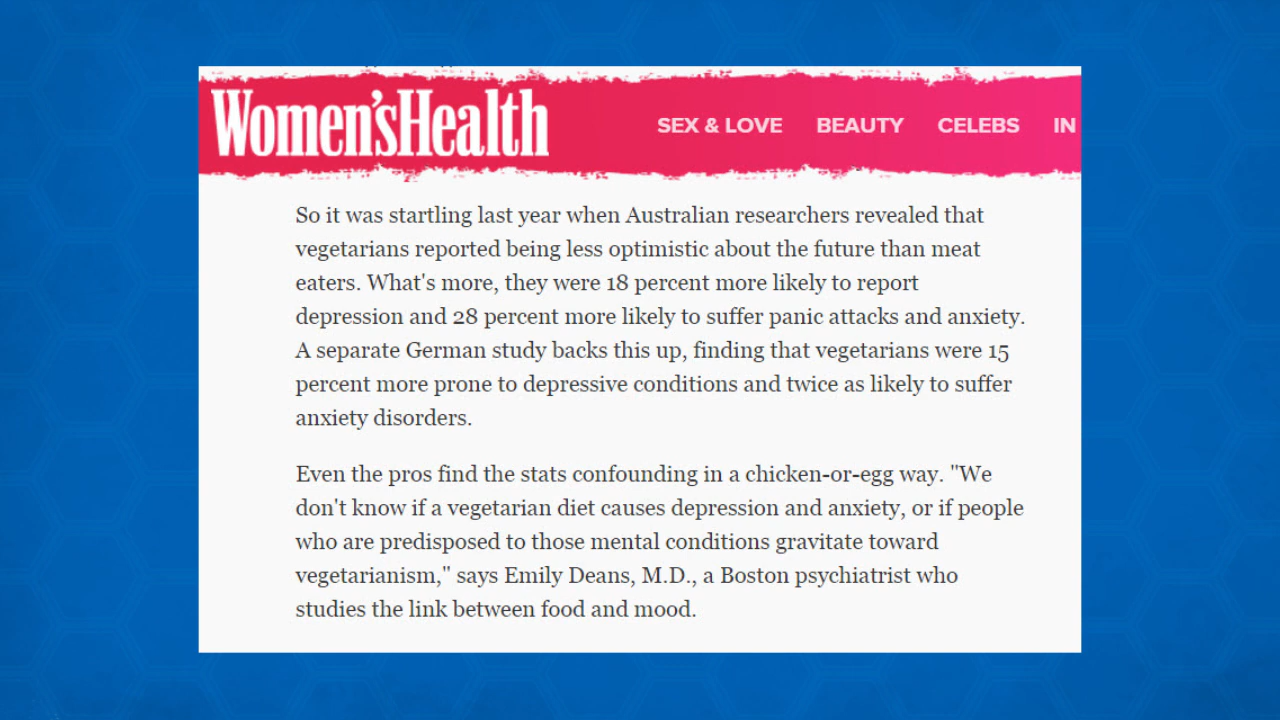 Women'sHealth
SEX & LOVE BEAUTY CELEBS IN
So it was startling last year when Australian researchers revealed that
vegetarians reported being less optimistic about the future than meat
eaters. What's more, they were 18 percent more likely to report
depression and 28 percent more likely to suffer panic attacks and anxiety.
A separate German study backs this up, finding that vegetarians were 15
percent more prone to depressive conditions and twice as likely to suffer
anxiety disorders.
Even the pros find the stats confounding in a chicken-or-egg way. "We
don't know if a vegetarian diet causes depression and anxiety, or if people
who are predisposed to those mental conditions gravitate toward
vegetarianism," says Emily Deans, M.D., a Boston psychiatrist who
studies the link between food and mood.